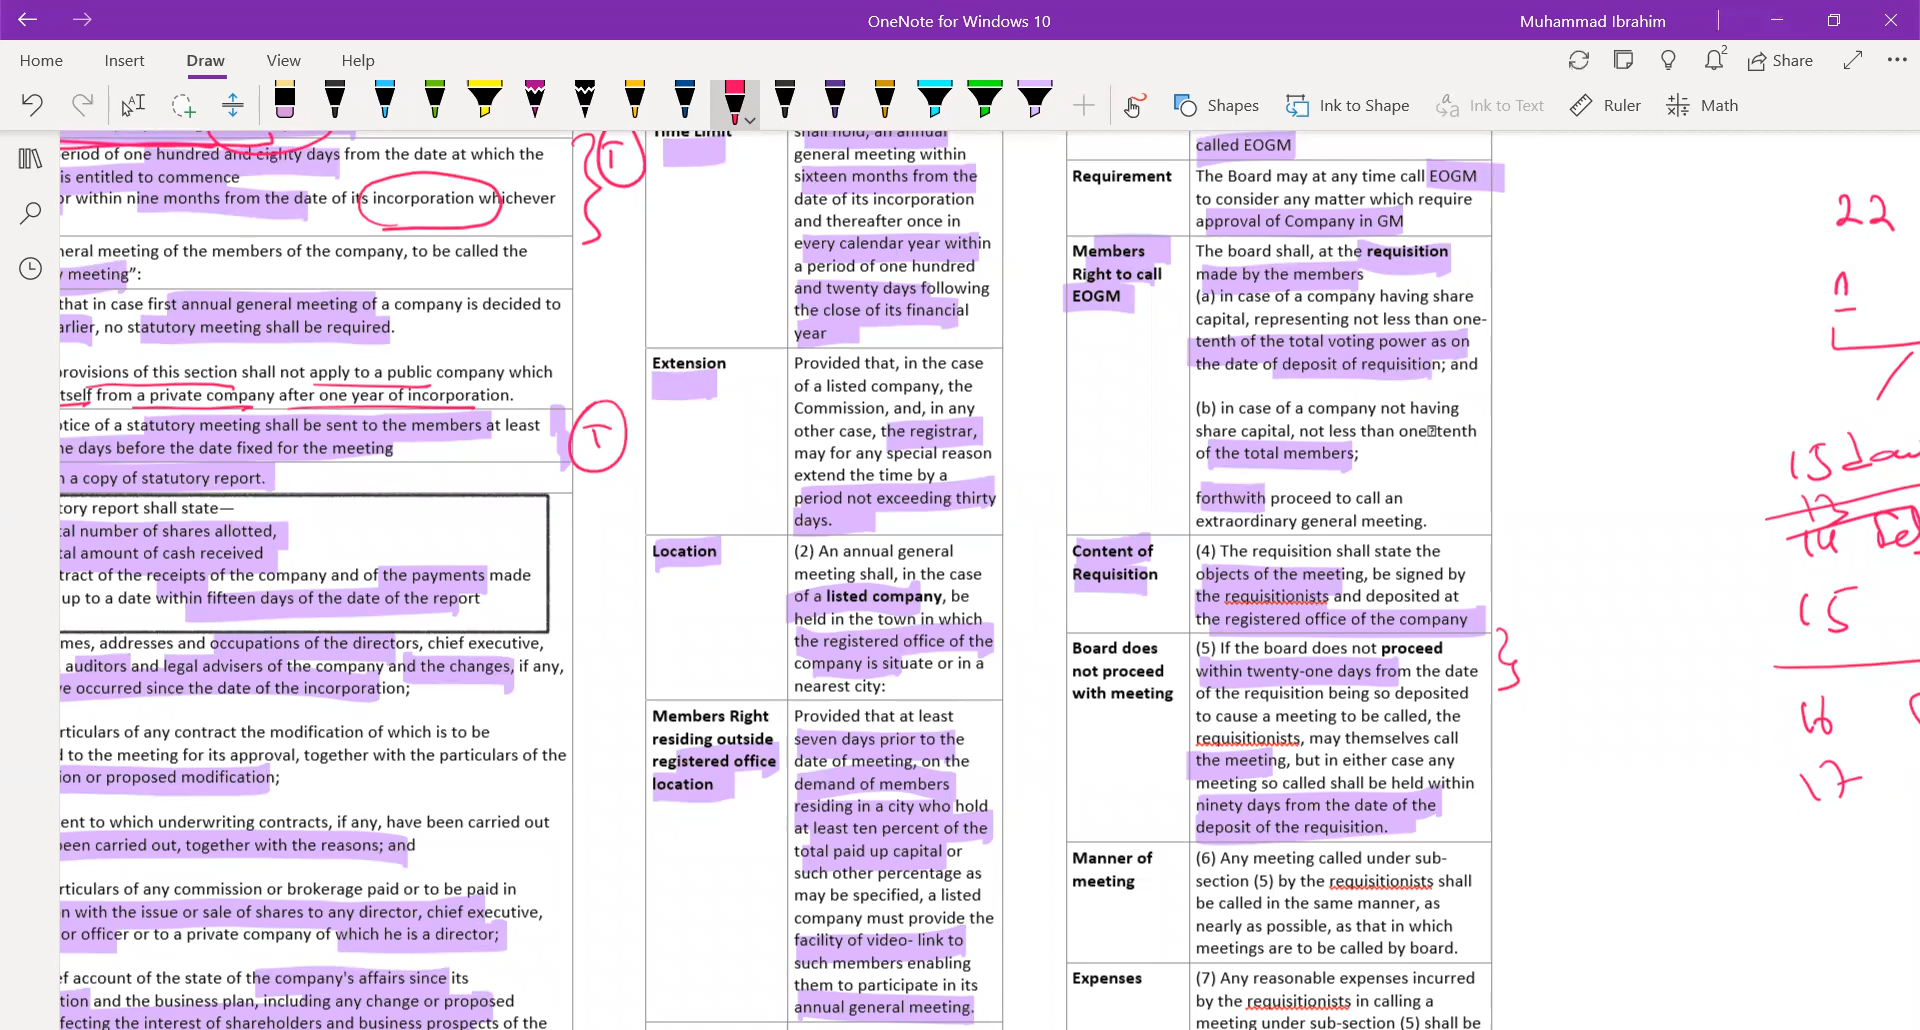 OneNote for Windows 10
Muhammad Ibrahim
Home
Insert
Draw
View
Help
2
Share
Shapes
Ink to Shape
Ink to Text
Ruler
Math
eriod of one hundred and eighty days from the date at which the
is entitled to commence
or within nine months from the date of its incorporation whichever
neral meeting of the members of the company, to be called the
y meeting”:
that in case first annual general meeting of a company is decided to
arlier, no statutory meeting shall be required.
rovisions of this section shall not apply to a public company which
tself from a private company after one year of incorporation.
otice of a statutory meeting shall be sent to the members at least
ne days before the date fixed for the meeting
n a copy of statutory report.
tory report shall state—
tal number of shares allotted,
tal amount of cash received
tract of the receipts of the company and of the payments made
up to a date within fifteen days of the date of the report
mes, addresses and occupations of the directors, chief executive,
auditors and legal advisers of the company and the changes, if any,
ve occurred since the date of the incorporation;
rticulars of any contract the modification of which is to be
d to the meeting for its approval, together with the particulars of the
ion or proposed modification;
ent to which underwriting contracts, if any, have been carried out
een carried out, together with the reasons; and
rticulars of any commission or brokerage paid or to be paid in
n with the issue or sale of shares to any director, chief executive,
or officer or to a private company of which he is a director;
ef account of the state of the company's affairs since its
tion and the business plan, including any change or proposed
fecting the interest of shareholders and business prospects of the
T
T
Time Limit
shall hold, an annual
general meeting within
sixteen months from the
date of its incorporation
and thereafter once in
every calendar year within
a period of one hundred
and twenty days following
the close of its financial
year
Extension
Provided that, in the case
of a listed company, the
Commission, and, in any
other case, the registrar,
may for any special reason
extend the time by a
period not exceeding thirty
days.
Location
(2) An annual general
meeting shall, in the case
of a listed company, be
held in the town in which
the registered office of the
company is situate or in a
nearest city:
Members Right
residing outside
registered office
location
Provided that at least
seven days prior to the
date of meeting, on the
demand of members
residing in a city who hold
at least ten percent of the
total paid up capital or
such other percentage as
may be specified, a listed
company must provide the
facility of video- link to
such members enabling
them to participate in its
annual general meeting.
called EOGM
Requirement
The Board may at any time call EOGM
to consider any matter which require
approval of Company in GM
Members
Right to call
EOGM
The board shall, at the requisition
made by the members
(a) in case of a company having share
capital, representing not less than one-
tenth of the total voting power as on
the date of deposit of requisition; and
(b) in case of a company not having
share capital, not less than one⍰tenth
of the total members;
forthwith proceed to call an
extraordinary general meeting.
Content of
Requisition
(4) The requisition shall state the
objects of the meeting, be signed by
the requisitionists and deposited at
the registered office of the company
Board does
not proceed
with meeting
(5) If the board does not proceed
within twenty-one days from the date
of the requisition being so deposited
to cause a meeting to be called, the
requisitionists, may themselves call
the meeting, but in either case any
meeting so called shall be held within
ninety days from the date of the
deposit of the requisition.
Manner of
meeting
(6) Any meeting called under sub-
section (5) by the requisitionists shall
be called in the same manner, as
nearly as possible, as that in which
meetings are to be called by board.
Expenses
(7) Any reasonable expenses incurred
by the requisitionists in calling a
meeting under sub-section (5) shall be
22
15
15
16
17